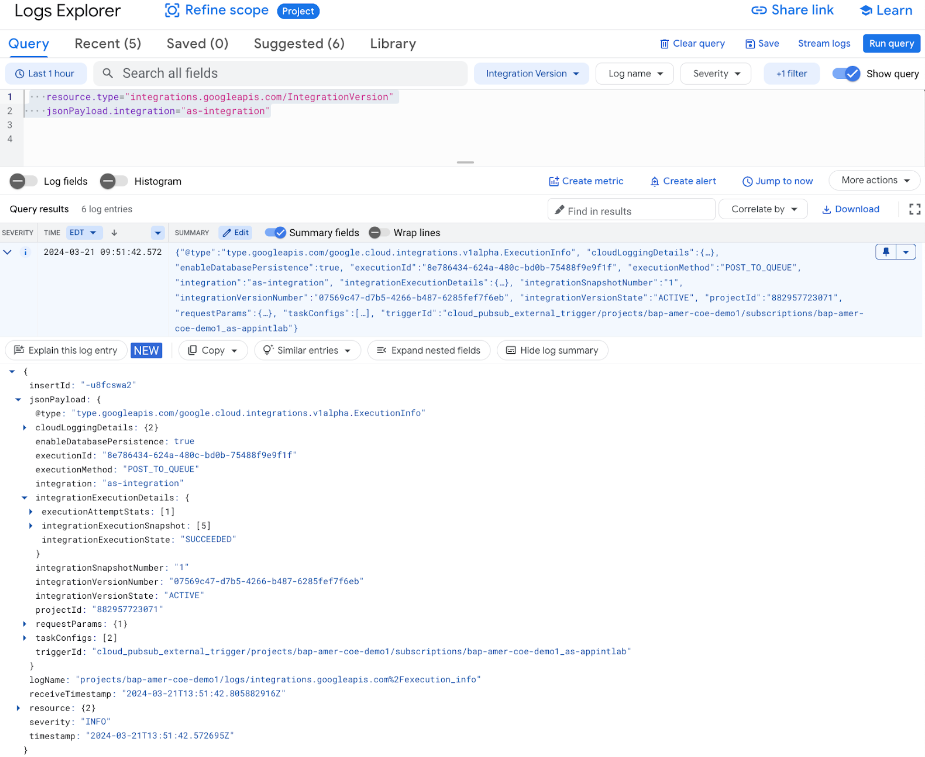 Logs Explorer Refine scope Project Share link Learn
Query Recent (5) Saved (0) Suggested (6) Library Clear query Save Stream logs Run query
Last 1 hour Search all fields Integration Version Log name Severity +1 filter Show query
1 ····resource.type="integrations.googleapis.com/IntegrationVersion"
2 ····jsonPayload.integration="as-integration"
3
4
Log fields Histogram Create metric Create alert Jump to now More actions
Query results 6 log entries Find in results Correlate by Download
SEVERITY TIME EDT SUMMARY Edit Summary fields Wrap lines
i 2024-03-21 09:51:42.572 {"@type":"type.googleapis.com/google.cloud.integrations.v1alpha.ExecutionInfo", "cloudLoggingDetails":{…},
"enableDatabasePersistence":true, "executionId":"8e786434-624a-480c-bd0b-75488f9e9f1f", "executionMethod":"POST_TO_QUEUE",
"integration":"as-integration", "integrationExecutionDetails":{…}, "integrationSnapshotNumber":"1",
"integrationVersionNumber":"07569c47-d7b5-4266-b487-6285fef7f6eb", "integrationVersionState":"ACTIVE", "projectId":"882957723071",
"requestParams":{…}, "taskConfigs":[…], "triggerId":"cloud_pubsub_external_trigger/projects/bap-amer-coe-demo1/subscriptions/bap-amer-
coe-demo1_as-appintlab"}
Explain this log entry NEW Copy Similar entries Expand nested fields Hide log summary
{
insertId: "-u8fcswa2"
jsonPayload: {
@type: "type.googleapis.com/google.cloud.integrations.v1alpha.ExecutionInfo"
cloudLoggingDetails: {2}
enableDatabasePersistence: true
executionId: "8e786434-624a-480c-bd0b-75488f9e9f1f"
executionMethod: "POST_TO_QUEUE"
integration: "as-integration"
integrationExecutionDetails: {
executionAttemptStats: [1]
integrationExecutionSnapshot: [5]
integrationExecutionState: "SUCCEEDED"
}
integrationSnapshotNumber: "1"
integrationVersionNumber: "07569c47-d7b5-4266-b487-6285fef7f6eb"
integrationVersionState: "ACTIVE"
projectId: "882957723071"
requestParams: {1}
taskConfigs: [2]
triggerId: "cloud_pubsub_external_trigger/projects/bap-amer-coe-demo1/subscriptions/bap-amer-coe-demo1_as-appintlab"
}
logName: "projects/bap-amer-coe-demo1/logs/integrations.googleapis.com%2Fexecution_info"
receiveTimestamp: "2024-03-21T13:51:42.805882916Z"
resource: {2}
severity: "INFO"
timestamp: "2024-03-21T13:51:42.572695Z"
}